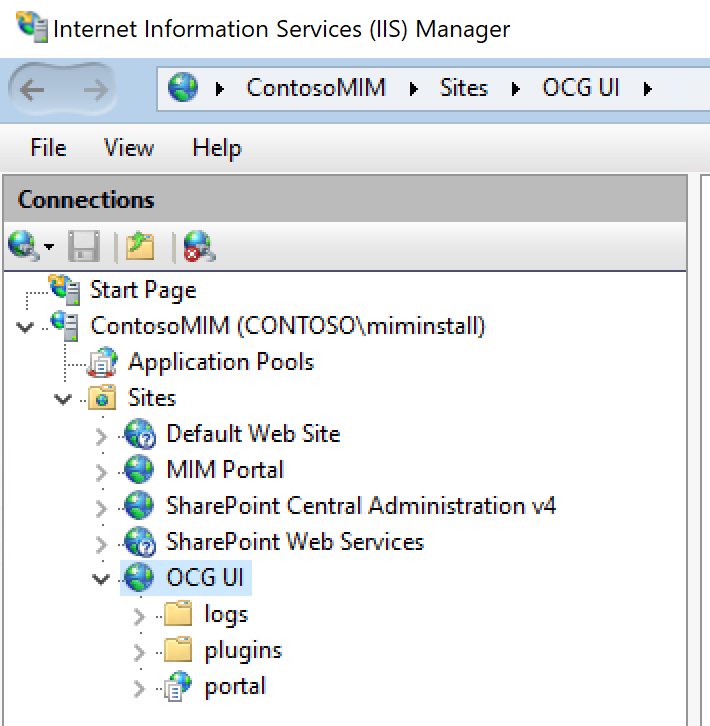 Internet Information Services (IIS) Manager
ContosoMIM Sites OCG UI
File View Help
Connections
Start Page
ContosoMIM (CONTOSO\miminstall)
Application Pools
Sites
Default Web Site
MIM Portal
SharePoint Central Administration v4
SharePoint Web Services
OCG UI
logs
plugins
portal